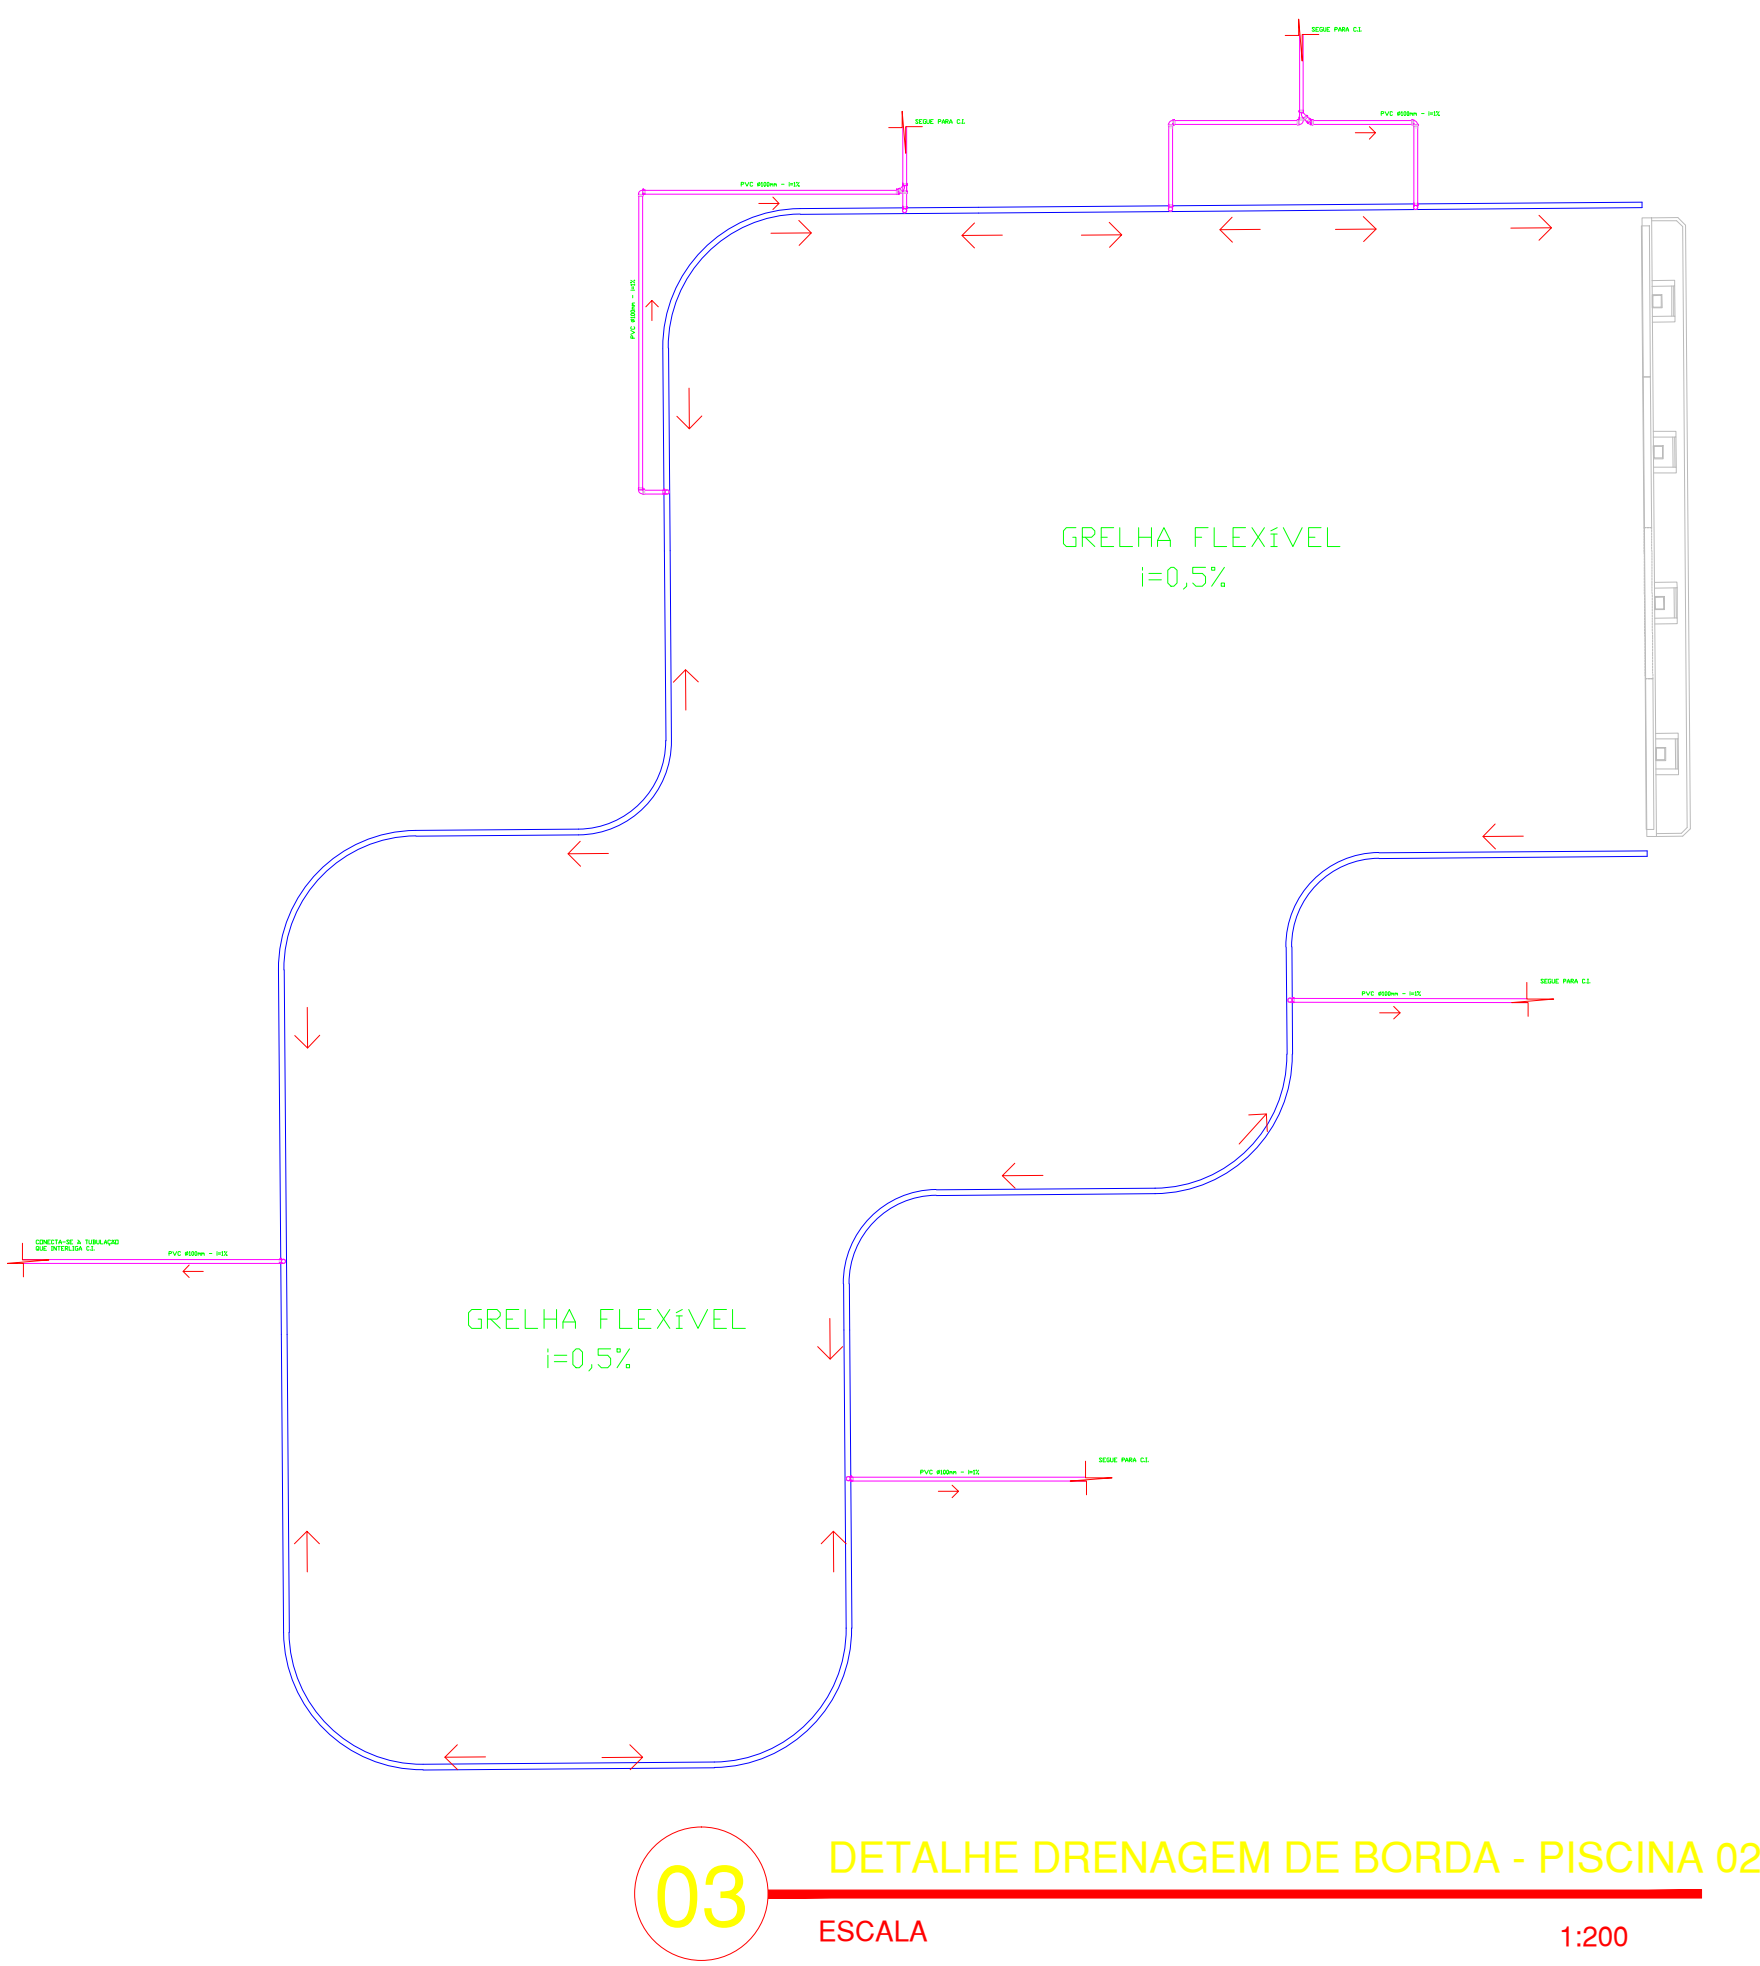 SEGUE PARA C.I.
PVC Ø100mm - i=1%
SEGUE PARA C.I.
PVC Ø100mm - i=1%
PVC Ø100mm - i=1%
GRELHA FLEXíVEL
i=0,5%
SEGUE PARA C.I.
PVC Ø100mm - i=1%
CONECTA-SE A TUBULAÇÃO
QUE INTERLIGA C.I.
PVC Ø100mm - i=1%
GRELHA FLEXíVEL
i=0,5%
SEGUE PARA C.I.
PVC Ø100mm - i=1%
03
DETALHE DRENAGEM DE BORDA - PISCINA 02
ESCALA
1:200